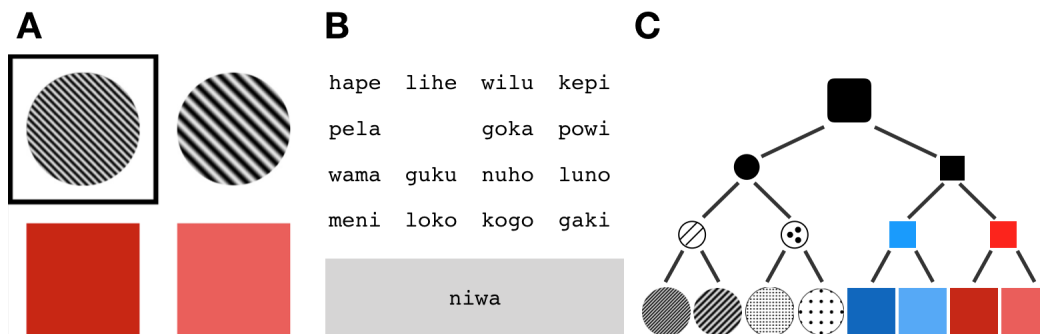 A
B
C
hape lihe wilu kepi
pela goka powi
wama guku nuho luno
meni loko kogo gaki
niwa